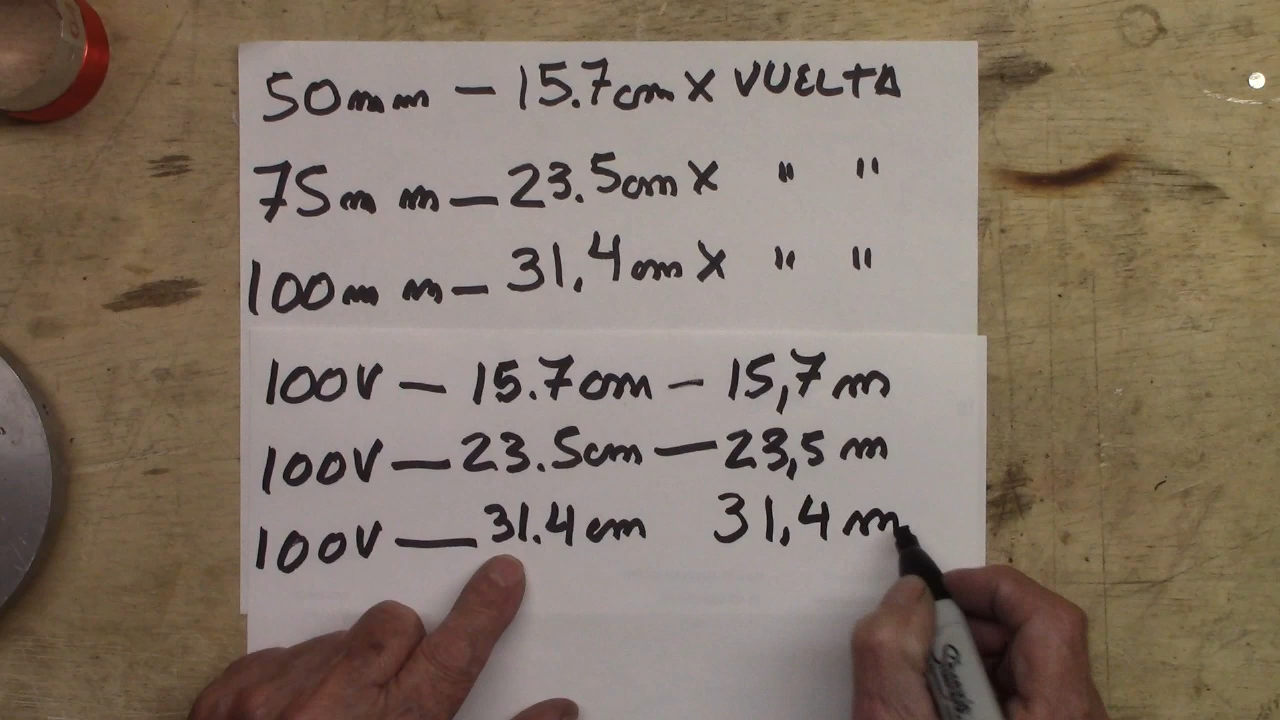 50mm - 15.7cm X VUELTA
75mm - 23.5cm X " "
100mm - 31.4cm X " "
100V - 15.7cm - 15,7m
100V - 23.5cm - 23,5m
100V - 31.4cm 31,4m
Sharpie